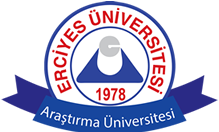 ERCİYES ÜNİVERSİTESİ
1978
Araştırma Üniversitesi